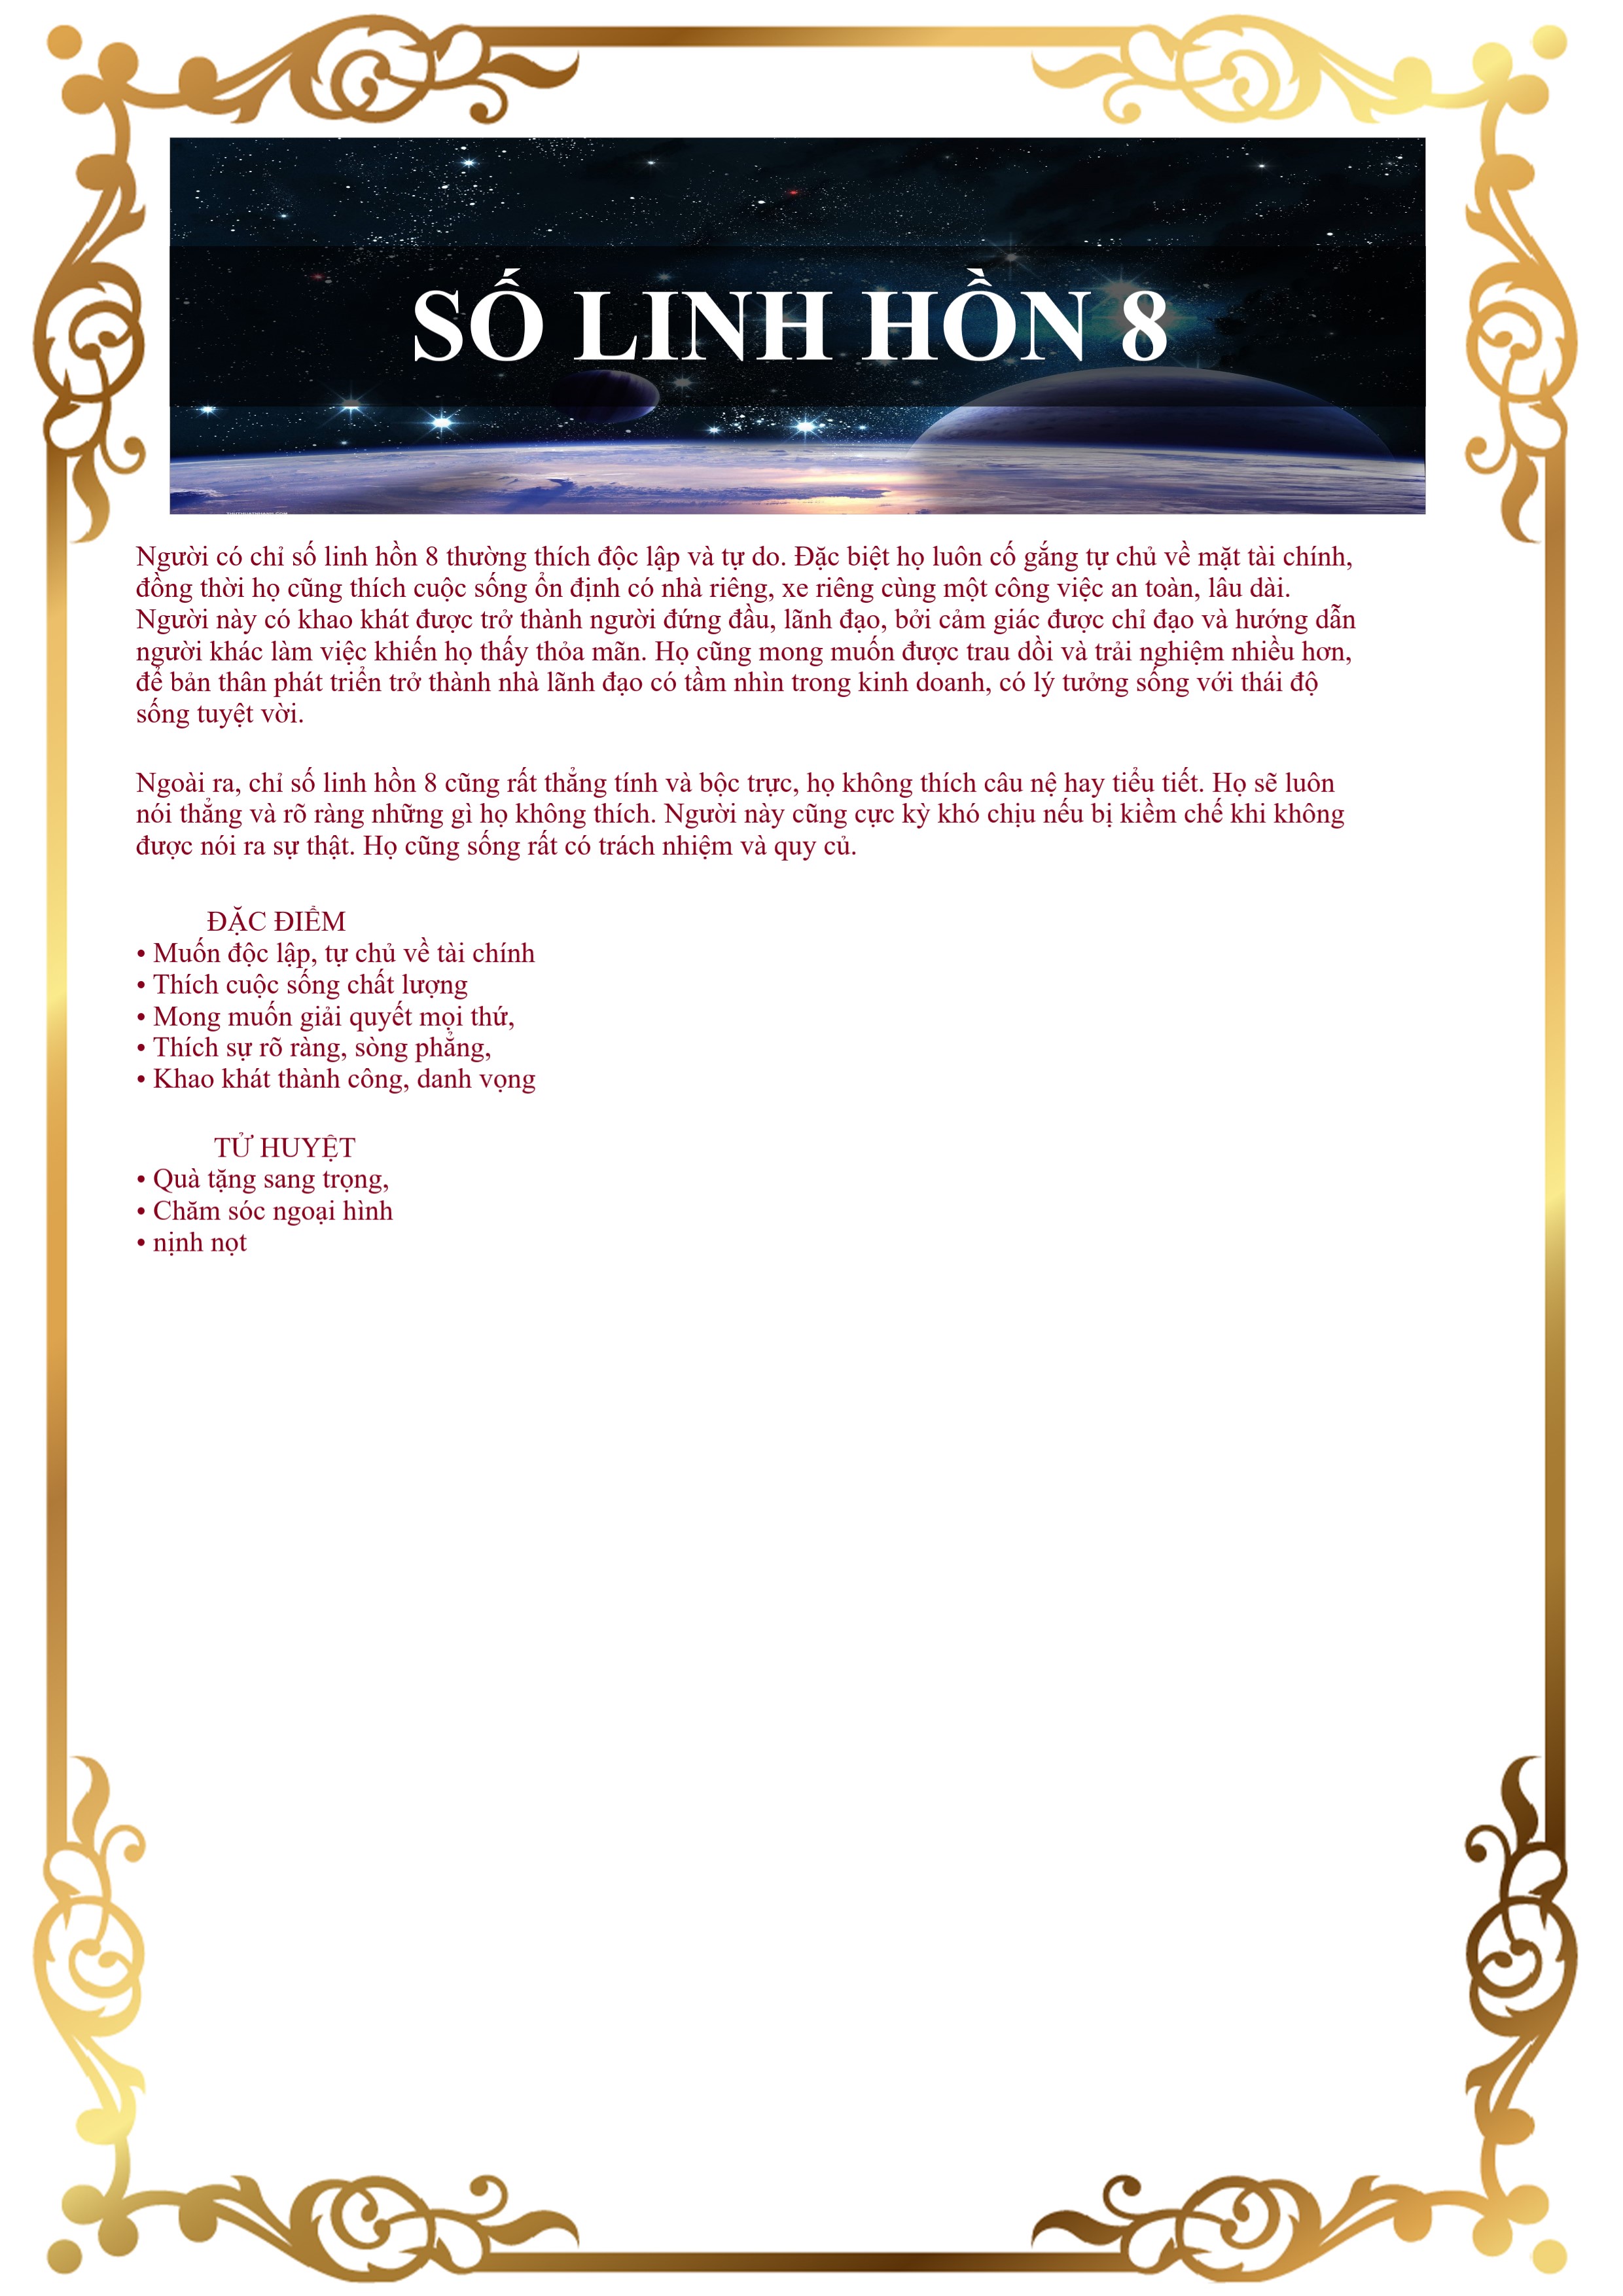 SỐ LINH HỒN 8
Người có chỉ số linh hồn 8 thường thích độc lập và tự do. Đặc biệt họ luôn cố gắng tự chủ về mặt tài chính,
đồng thời họ cũng thích cuộc sống ổn định có nhà riêng, xe riêng cùng một công việc an toàn, lâu dài.
Người này có khao khát được trở thành người đứng đầu, lãnh đạo, bởi cảm giác được chỉ đạo và hướng dẫn
người khác làm việc khiến họ thấy thỏa mãn. Họ cũng mong muốn được trau dồi và trải nghiệm nhiều hơn,
để bản thân phát triển trở thành nhà lãnh đạo có tầm nhìn trong kinh doanh, có lý tưởng sống với thái độ
sống tuyệt vời.
Ngoài ra, chỉ số linh hồn 8 cũng rất thẳng tính và bộc trực, họ không thích câu nệ hay tiểu tiết. Họ sẽ luôn
nói thẳng và rõ ràng những gì họ không thích. Người này cũng cực kỳ khó chịu nếu bị kiềm chế khi không
được nói ra sự thật. Họ cũng sống rất có trách nhiệm và quy củ.
ĐẶC ĐIỂM
• Muốn độc lập, tự chủ về tài chính
• Thích cuộc sống chất lượng
• Mong muốn giải quyết mọi thứ,
• Thích sự rõ ràng, sòng phẳng,
• Khao khát thành công, danh vọng
TỬ HUYỆT
• Quà tặng sang trọng,
• Chăm sóc ngoại hình
• nịnh nọt